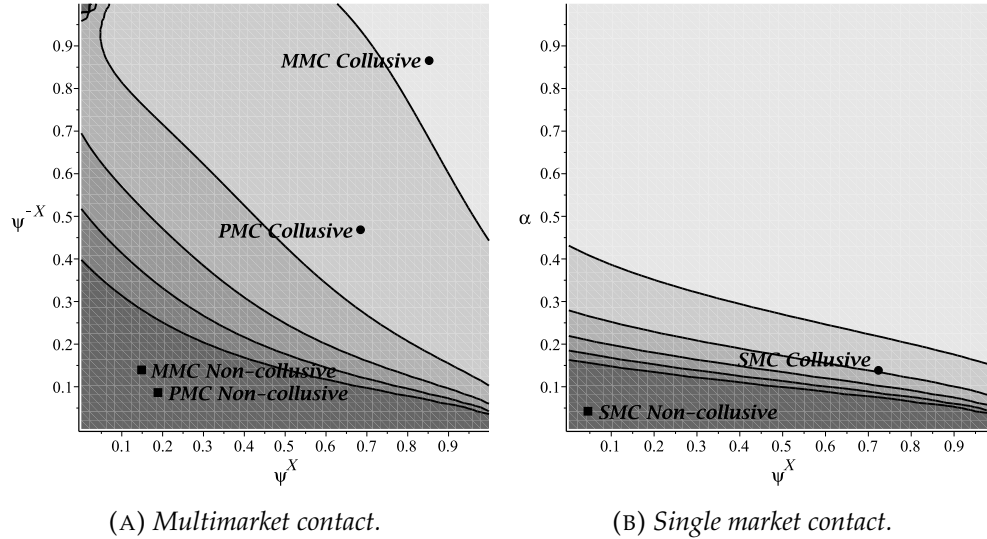 0.9
0.8
0.7
0.6
0.5
0.4
0.3
0.2
0.1
ψ^-X
MMC Collusive
PMC Collusive
MMC Non-collusive
PMC Non-collusive
0.1 0.2 0.3 0.4 0.5 0.6 0.7 0.8 0.9
ψ^X
(A) Multimarket contact.
0.9
0.8
0.7
0.6
0.5
0.4
0.3
0.2
0.1
α
SMC Collusive
SMC Non-collusive
0.1 0.2 0.3 0.4 0.5 0.6 0.7 0.8 0.9
ψ^X
(B) Single market contact.